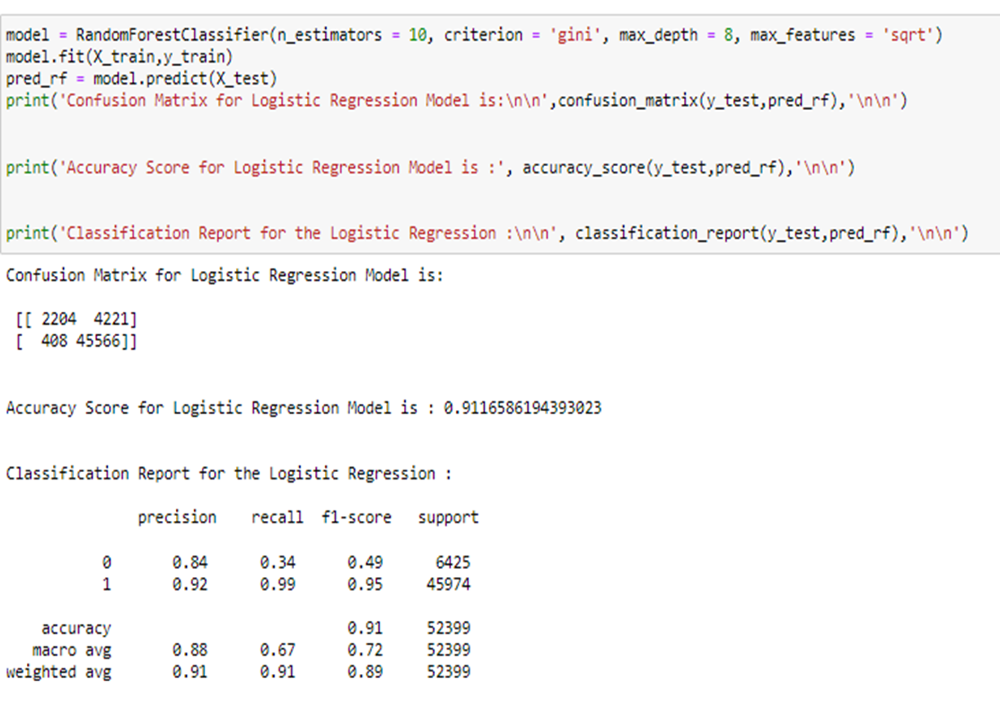 model = RandomForestClassifier(n_estimators = 10, criterion = 'gini', max_depth = 8, max_features = 'sqrt')
model.fit(X_train,y_train)
pred_rf = model.predict(X_test)
print('Confusion Matrix for Logistic Regression Model is:\n\n',confusion_matrix(y_test,pred_rf),'\n\n')
print('Accuracy Score for Logistic Regression Model is :', accuracy_score(y_test,pred_rf),'\n\n')
print('Classification Report for the Logistic Regression :\n\n', classification_report(y_test,pred_rf),'\n\n')
Confusion Matrix for Logistic Regression Model is:
[[ 2204  4221]
[  408 45566]]
Accuracy Score for Logistic Regression Model is : 0.9116586194393023
Classification Report for the Logistic Regression :
precision    recall  f1-score   support
0       0.84      0.34      0.49      6425
1       0.92      0.99      0.95     45974
accuracy                           0.91     52399
macro avg       0.88      0.67      0.72     52399
weighted avg       0.91      0.91      0.89     52399